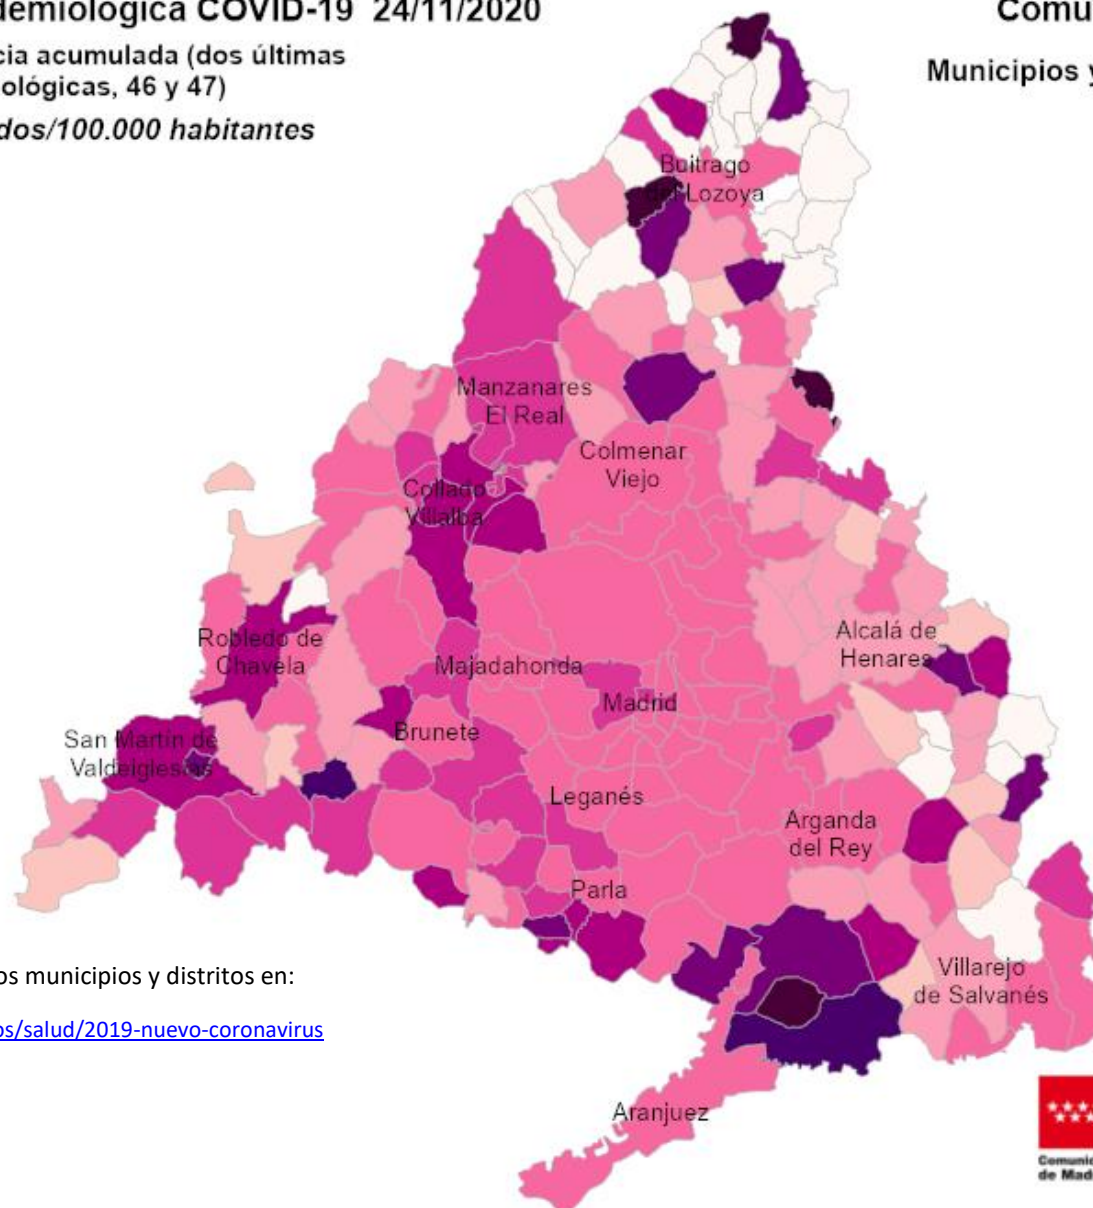 demiológica COVID-19 24/11/2020
cia acumulada (dos últimas
ológicas, 46 y 47)
dos/100.000 habitantes
Comu
Municipios y
Buitrago
del Lozoya
Manzanares
El Real
Colmenar
Viejo
Collado
Villalba
Alcalá de
Henares
Robledo de
Chavela
Majadahonda
Madrid
Brunete
San Martín de
Valdeiglesias
Leganés
Arganda
del Rey
Parla
Villarejo
de Salvanés
os municipios y distritos en:
os/salud/2019-nuevo-coronavirus
Aranjuez
Comunid
de Mad